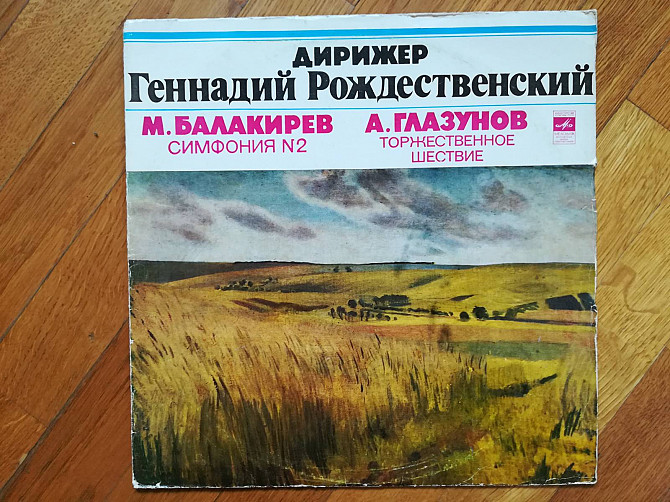 ДИРИЖЕР
Геннадий Рождественский
М. БАЛАКИРЕВ
СИМФОНИЯ N2
А. ГЛАЗУНОВ
ТОРЖЕСТВЕННОЕ
ШЕСТВИЕ